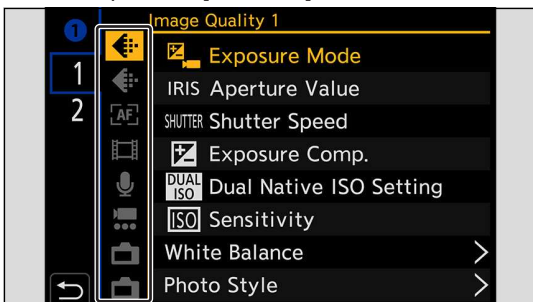 Image Quality 1
1
1
2
Exposure Mode
IRIS Aperture Value
SHUTTER Shutter Speed
Exposure Comp.
DUAL ISO Dual Native ISO Setting
ISO Sensitivity
White Balance
Photo Style
AF